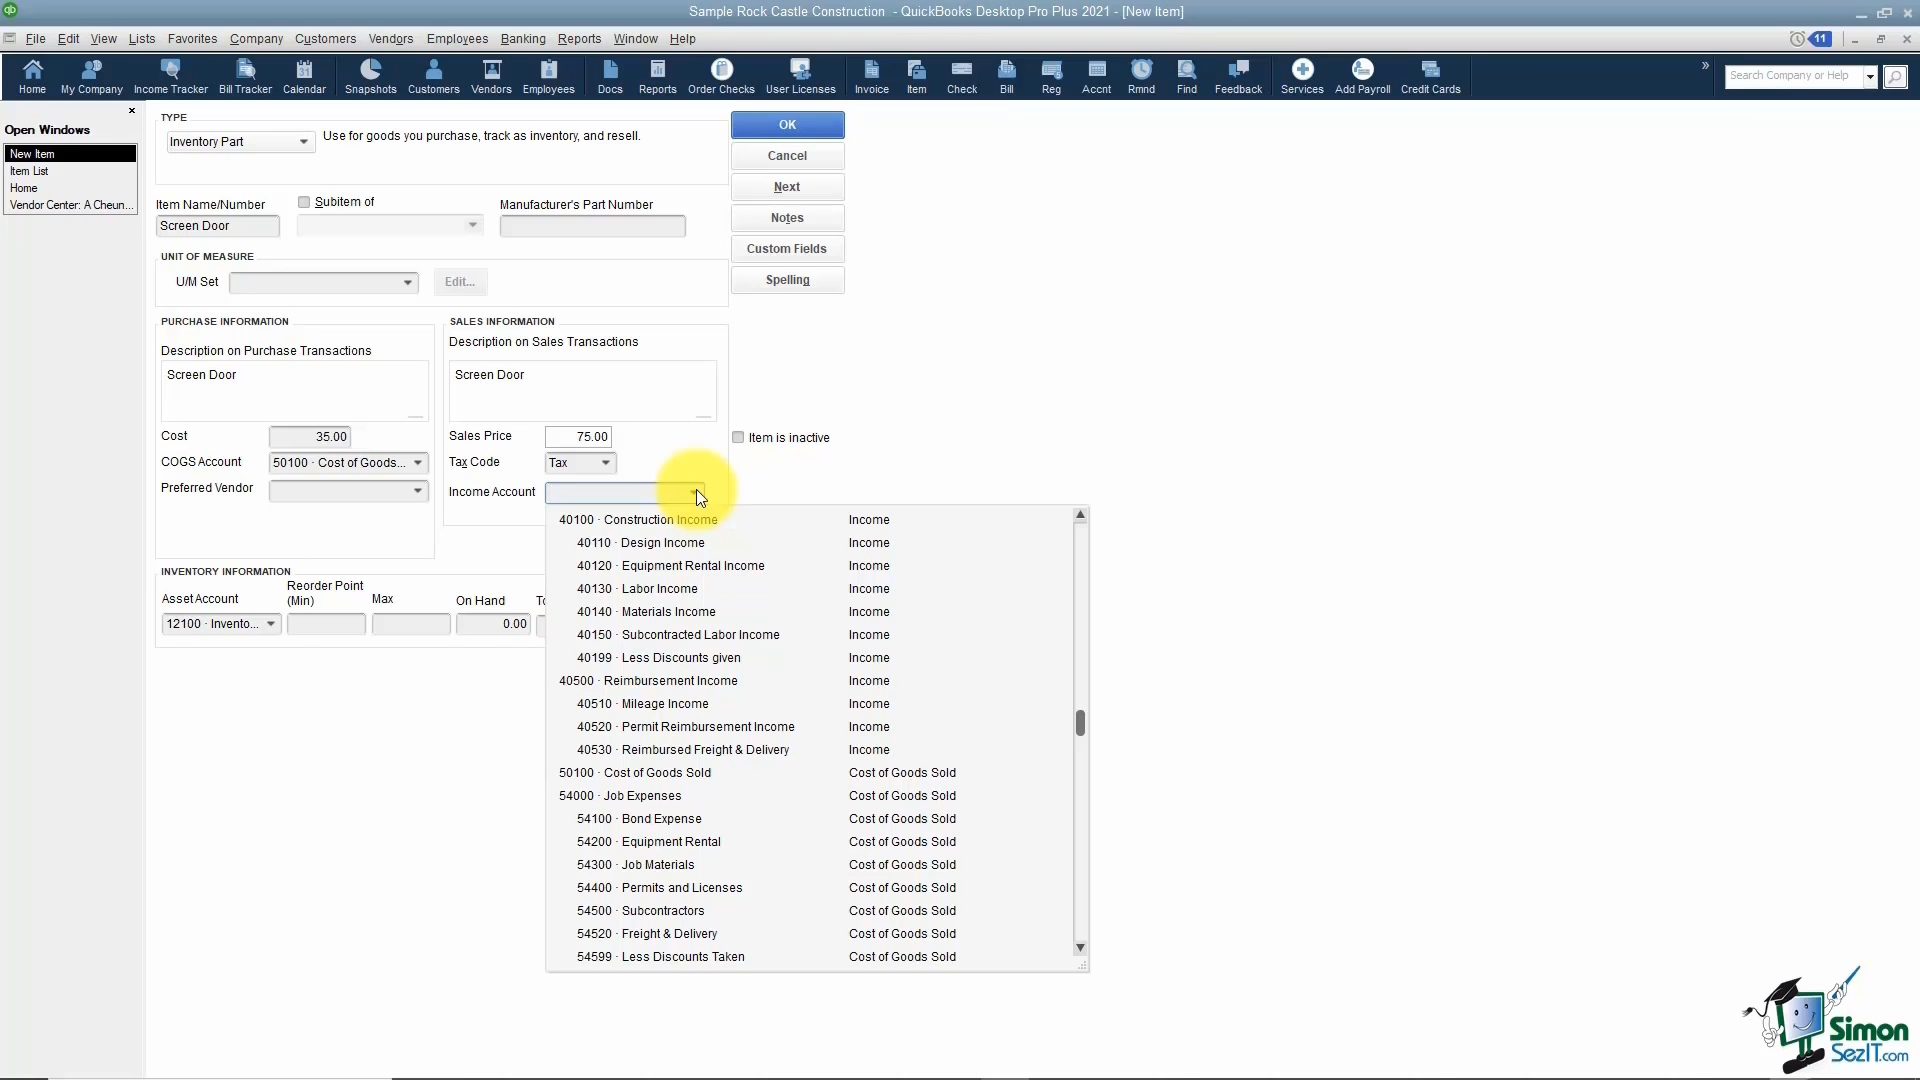 Sample Rock Castle Construction - QuickBooks Desktop Pro Plus 2021 - [New Item]
File Edit View Lists Favorites Company Customers Vendors Employees Banking Reports Window Help
11
Home My Company Income Tracker Bill Tracker Calendar Snapshots Customers Vendors Employees Docs Reports Order Checks User Licenses Invoice Item Check Bill Reg Accnt Rmnd Find Feedback Services Add Payroll Credit Cards
Search Company or Help
Open Windows
New Item
Item List
Home
Vendor Center: A Cheun...
TYPE
Inventory Part
Use for goods you purchase, track as inventory, and resell.
OK
Cancel
Next
Notes
Custom Fields
Spelling
Item Name/Number
Subitem of
Manufacturer's Part Number
Screen Door
UNIT OF MEASURE
U/M Set
Edit...
PURCHASE INFORMATION
Description on Purchase Transactions
Screen Door
Cost 35.00
COGS Account 50100 · Cost of Goods...
Preferred Vendor
SALES INFORMATION
Description on Sales Transactions
Screen Door
Sales Price 75.00
Tax Code Tax
Income Account
Item is inactive
INVENTORY INFORMATION
Asset Account
Reorder Point
(Min)
Max
On Hand
12100 · Invento...
0.00
40100 · Construction Income Income
40110 · Design Income Income
40120 · Equipment Rental Income Income
40130 · Labor Income Income
40140 · Materials Income Income
40150 · Subcontracted Labor Income Income
40199 · Less Discounts given Income
40500 · Reimbursement Income Income
40510 · Mileage Income Income
40520 · Permit Reimbursement Income Income
40530 · Reimbursed Freight & Delivery Income
50100 · Cost of Goods Sold Cost of Goods Sold
54000 · Job Expenses Cost of Goods Sold
54100 · Bond Expense Cost of Goods Sold
54200 · Equipment Rental Cost of Goods Sold
54300 · Job Materials Cost of Goods Sold
54400 · Permits and Licenses Cost of Goods Sold
54500 · Subcontractors Cost of Goods Sold
54520 · Freight & Delivery Cost of Goods Sold
54599 · Less Discounts Taken Cost of Goods Sold
Simon
SezIT.com